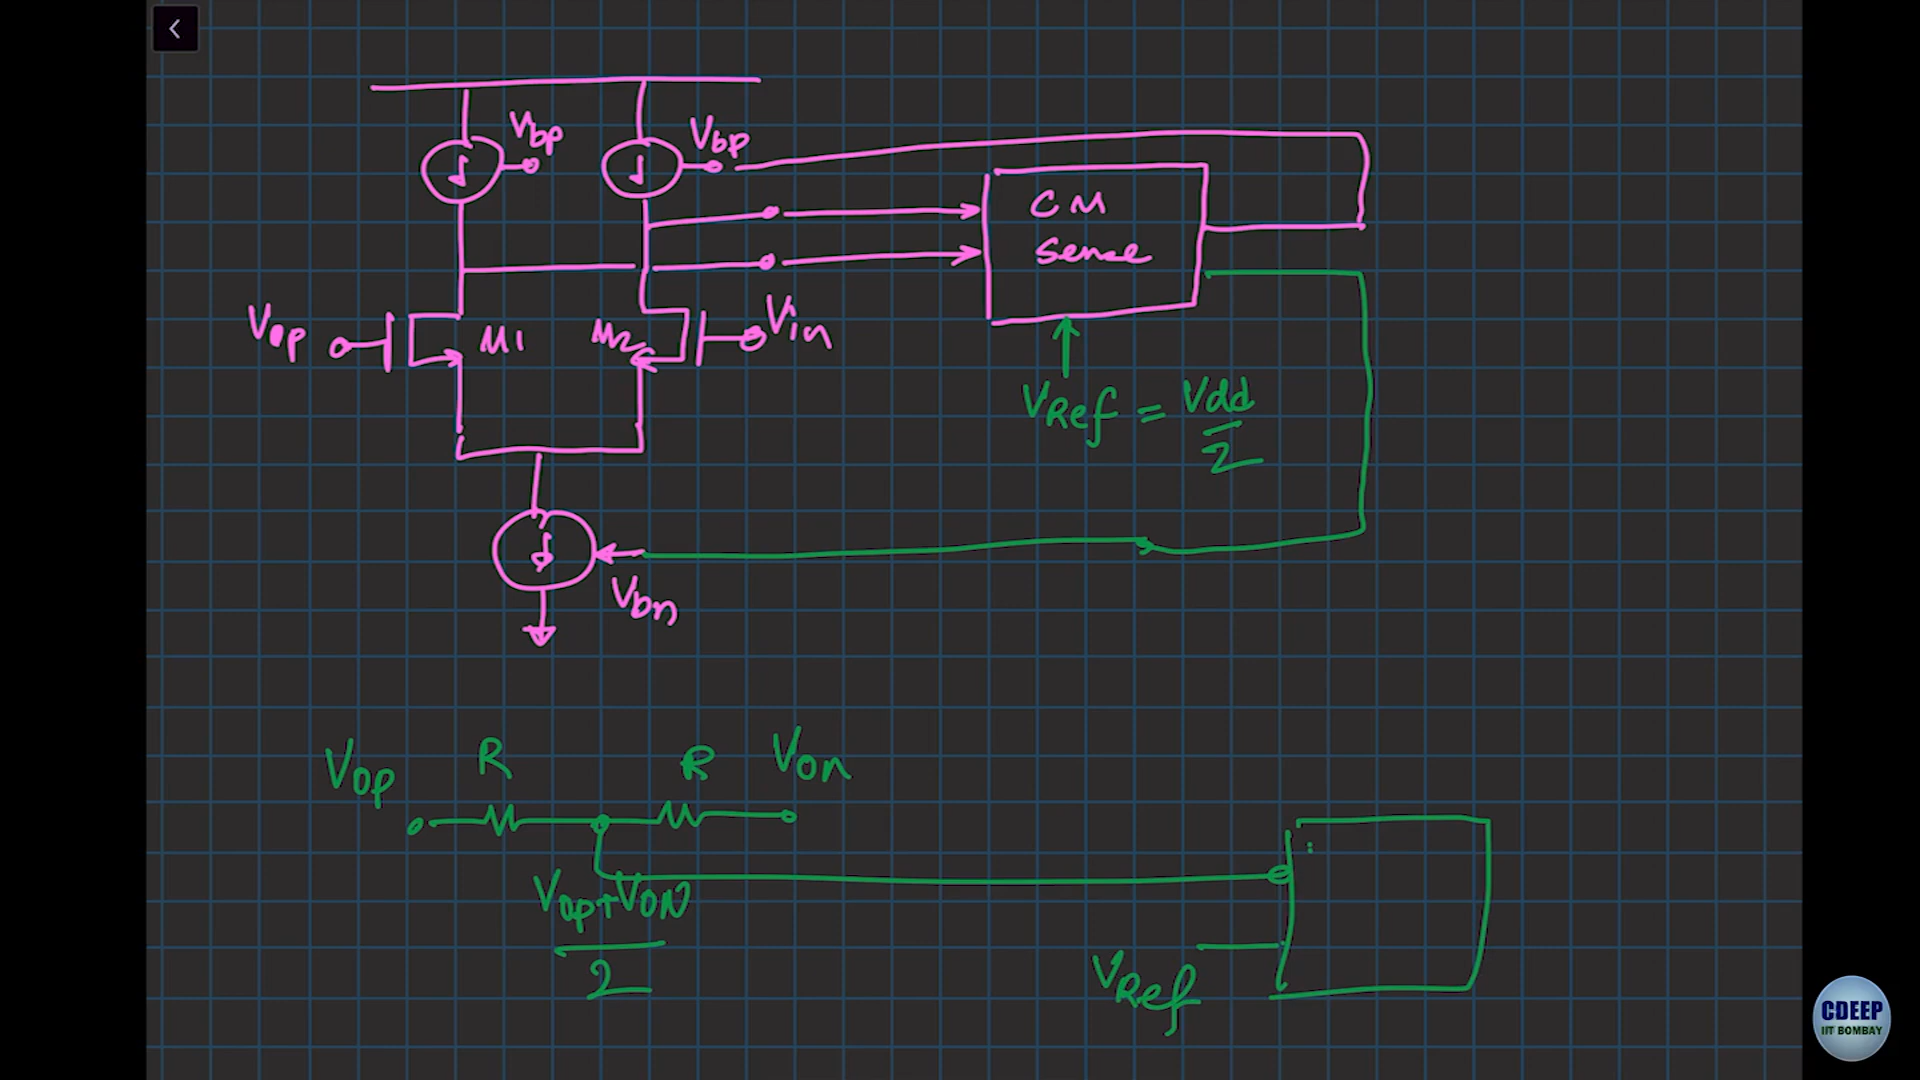 Vbp
Vbp
CM
Sense
Vop
M1
M2
Vin
VRef = Vdd
2
Vbn
Vop
R
R
Von
Vop+VON
2
VRef
CDEEP
IIT BOMBAY